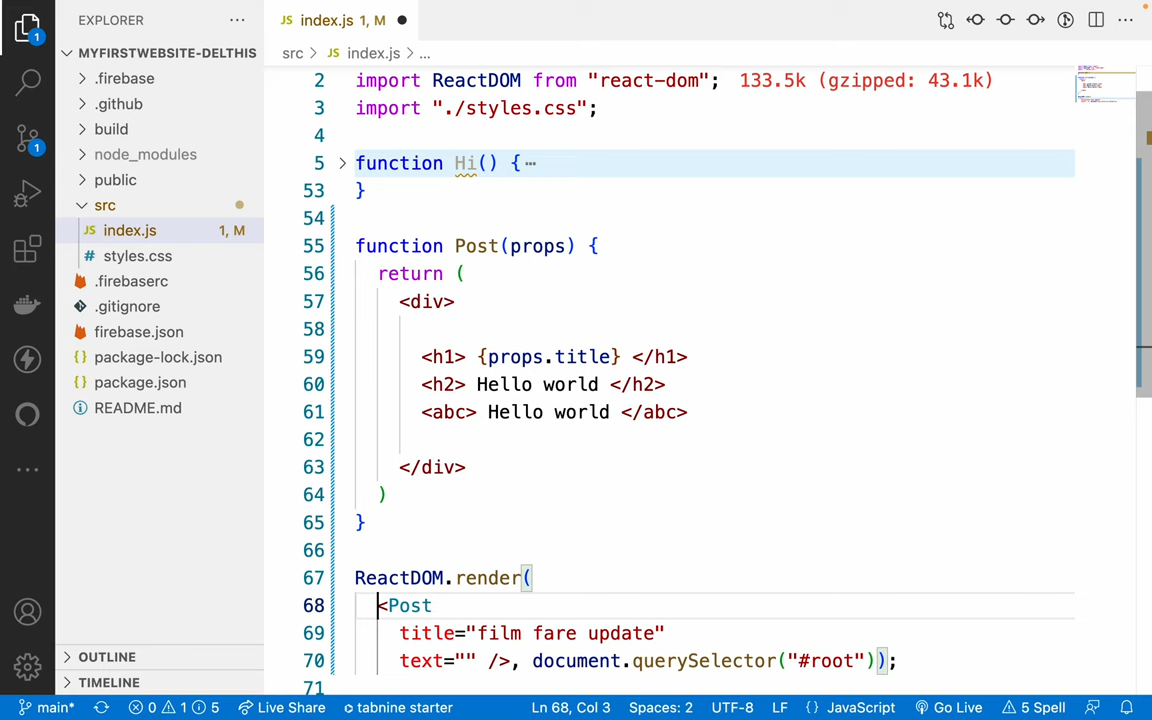 EXPLORER
index.js 1, M
MYFIRSTWEBSITE-DELTHIS
src > JS index.js > ...
.firebase
.github
build
node_modules
public
src
JS index.js 1, M
# styles.css
.firebaserc
.gitignore
firebase.json
{} package-lock.json
{} package.json
README.md
OUTLINE
TIMELINE
1
1
2 import ReactDOM from "react-dom"; 133.5k (gzipped: 43.1k)
3 import "./styles.css";
4
5 function Hi() {
53 }
54
55 function Post(props) {
56 return (
57 <div>
58
59 <h1> {props.title} </h1>
60 <h2> Hello world </h2>
61 <abc> Hello world </abc>
62
63 </div>
64 )
65 }
66
67 ReactDOM.render(
68 <Post
69 title="film fare update"
70 text="" />, document.querySelector("#root"));
71
main* 0 1 5 Live Share tabnine starter Ln 68, Col 3 Spaces: 2 UTF-8 LF {} JavaScript Go Live 5 Spell